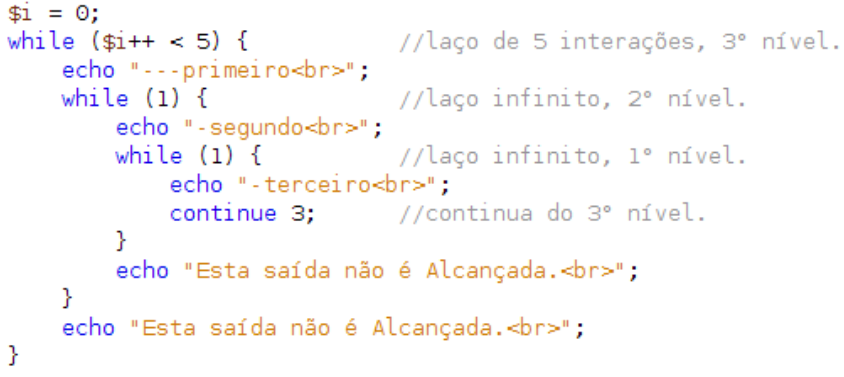 $i = 0;
while ($i++ < 5) {           //laço de 5 interações, 3° nível.
    echo "---primeiro<br>";
    while (1) {              //laço infinito, 2° nível.
        echo "-segundo<br>";
        while (1) {          //laço infinito, 1° nível.
            echo "-terceiro<br>";
            continue 3;      //continua do 3° nível.
        }
        echo "Esta saída não é Alcançada.<br>";
    }
    echo "Esta saída não é Alcançada.<br>";
}